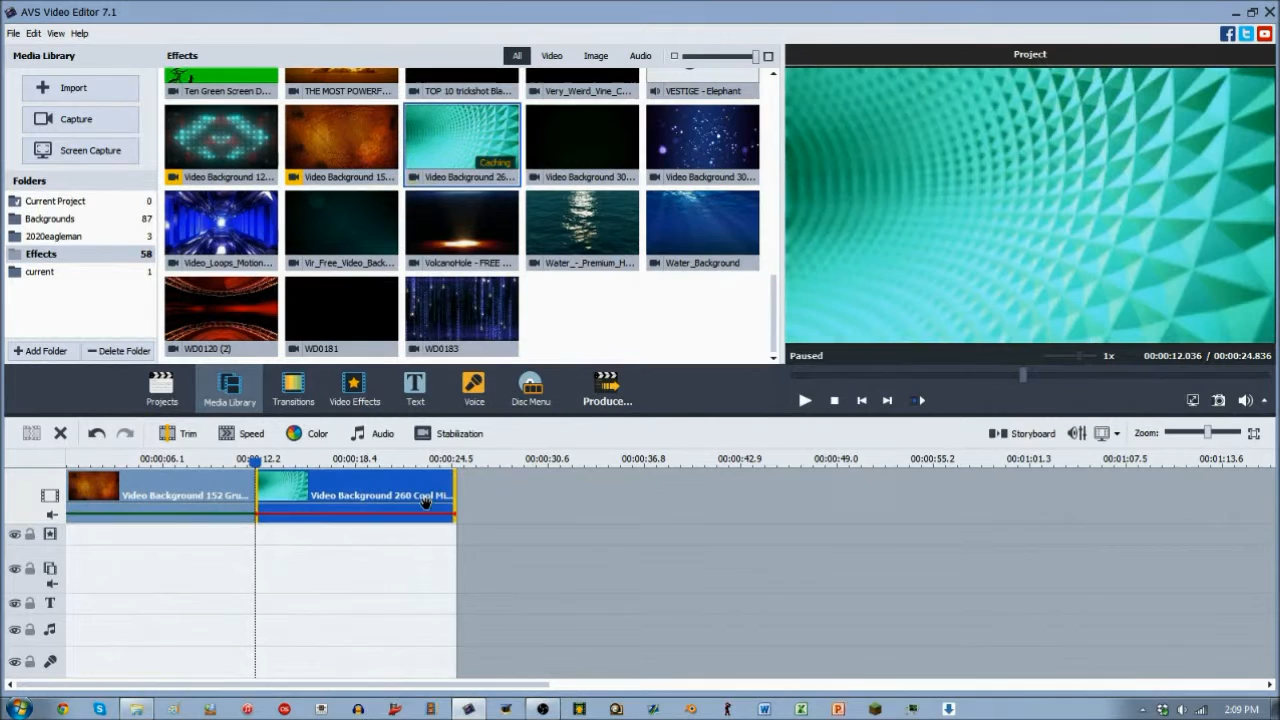 AVS Video Editor 7.1
File Edit View Help
Media Library
Effects
All Video Image Audio
Project
Import
Capture
Screen Capture
Folders
Current Project 0
Backgrounds 87
2020eagleman 3
Effects 58
current 1
Add Folder
Delete Folder
Ten Green Screen D...
THE MOST POWERF...
TOP 10 trickshot Bla...
Very_Weird_Vine_C...
VESTIGE - Elephant
Caching
Video Background 12...
Video Background 15...
Video Background 26...
Video Background 30...
Video Background 30...
Video_Loops_Motion...
Vir_Free_Video_Back...
VolcanoHole - FREE ...
Water_-_Premium_H...
Water_Background
WD0120 (2)
WD0181
WD0183
Paused
1x
00:00:12.036 / 00:00:24.836
Projects
Media Library
Transitions
Video Effects
Text
Voice
Disc Menu
Produce...
Trim
Speed
Color
Audio
Stabilization
Storyboard
Zoom:
00:00:06.1
00:00:12.2
00:00:18.4
00:00:24.5
00:00:30.6
00:00:36.8
00:00:42.9
00:00:49.0
00:00:55.2
00:01:01.3
00:01:07.5
00:01:13.6
Video Background 152 Gru...
Video Background 260 Cool Mi...
2:09 PM